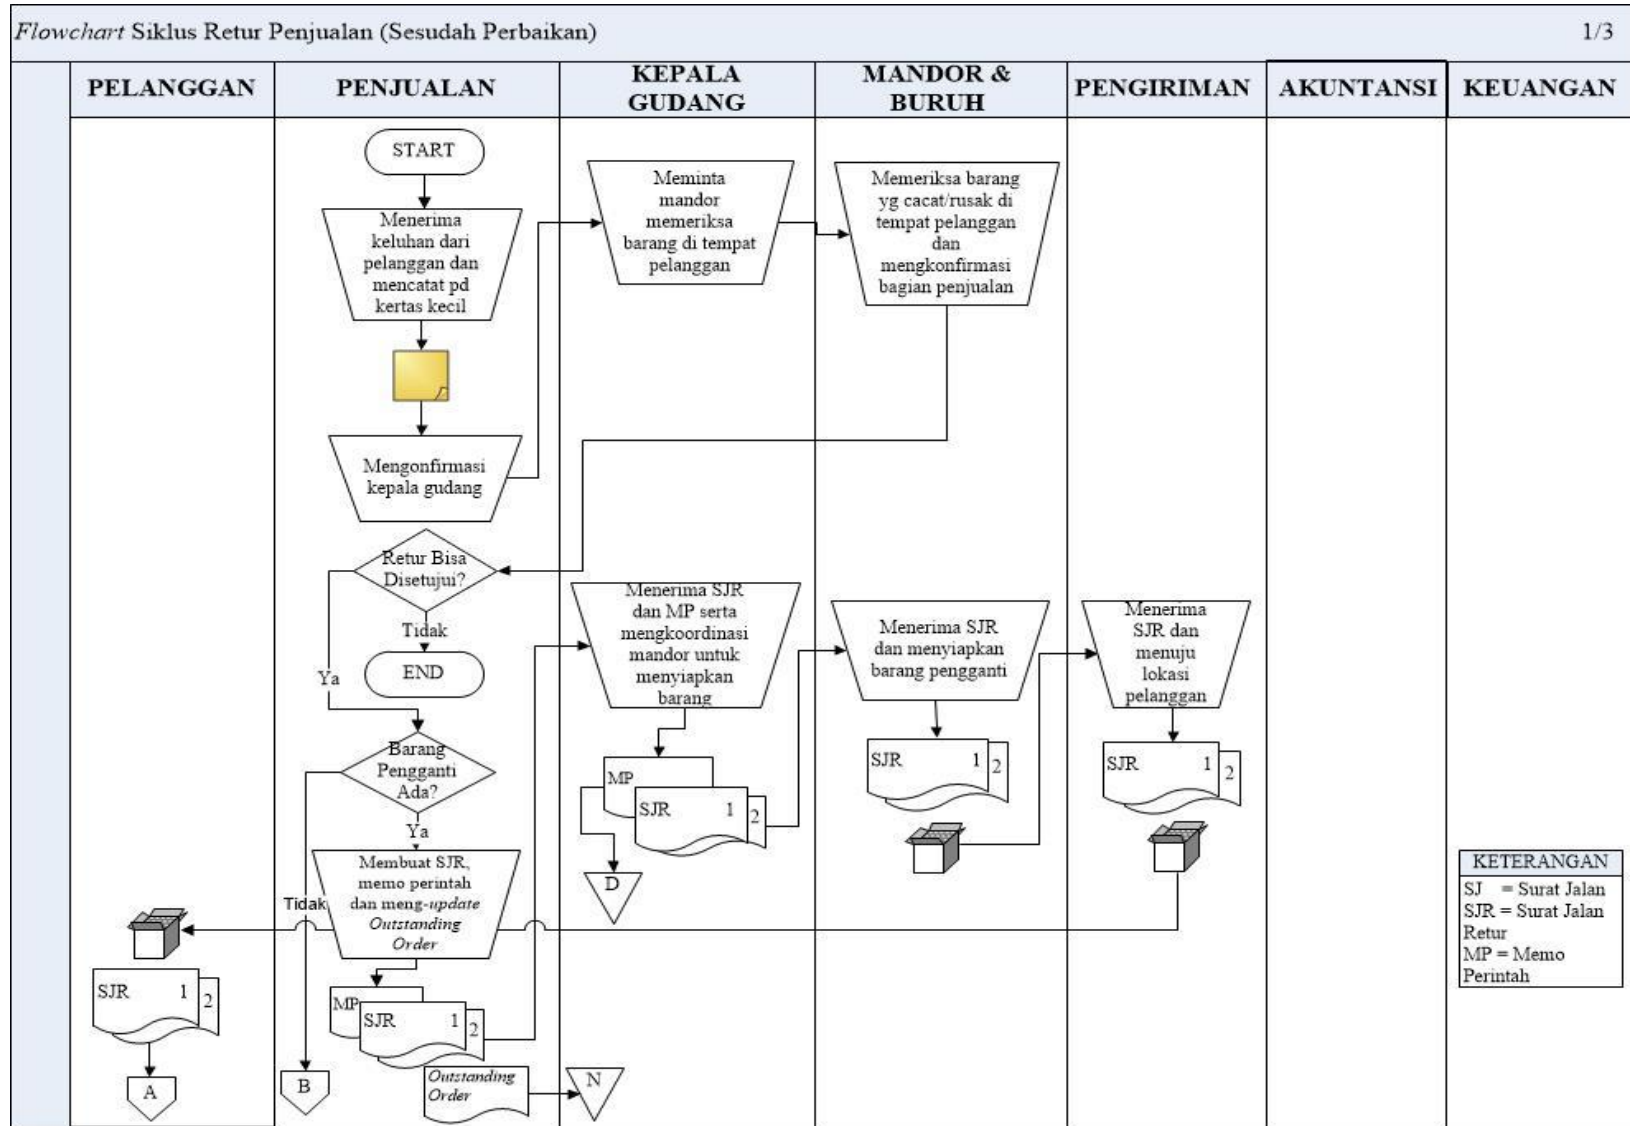 Flowchart Siklus Retur Penjualan (Sesudah Perbaikan)
1/3
PELANGGAN
PENJUALAN
KEPALA
GUDANG
MANDOR &
BURUH
PENGIRIMAN
AKUNTANSI
KEUANGAN
START
Menerima
keluhan dari
pelanggan dan
mencatat pd
kertas kecil
Mengonfirmasi
kepala gudang
Meminta
mandor
memeriksa
barang di tempat
pelanggan
Memeriksa barang
yg cacat/rusak di
tempat pelanggan
dan
mengkonfirmasi
bagian penjualan
Retur Bisa
Disetujui?
Tidak
END
Ya
Barang
Pengganti
Ada?
Ya
Tidak
Membuat SJR,
memo perintah
dan meng-update
Outstanding
Order
MP
SJR 1
2
Outstanding
Order
N
B
Menerima SJR
dan MP serta
mengkoordinasi
mandor untuk
menyiapkan
barang
MP
SJR 1
2
D
Menerima SJR
dan menyiapkan
barang pengganti
SJR 1
2
Menerima
SJR dan
menuju
lokasi
pelanggan
SJR 1
2
SJR 1
2
A
KETERANGAN
SJ = Surat Jalan
SJR = Surat Jalan
Retur
MP = Memo
Perintah